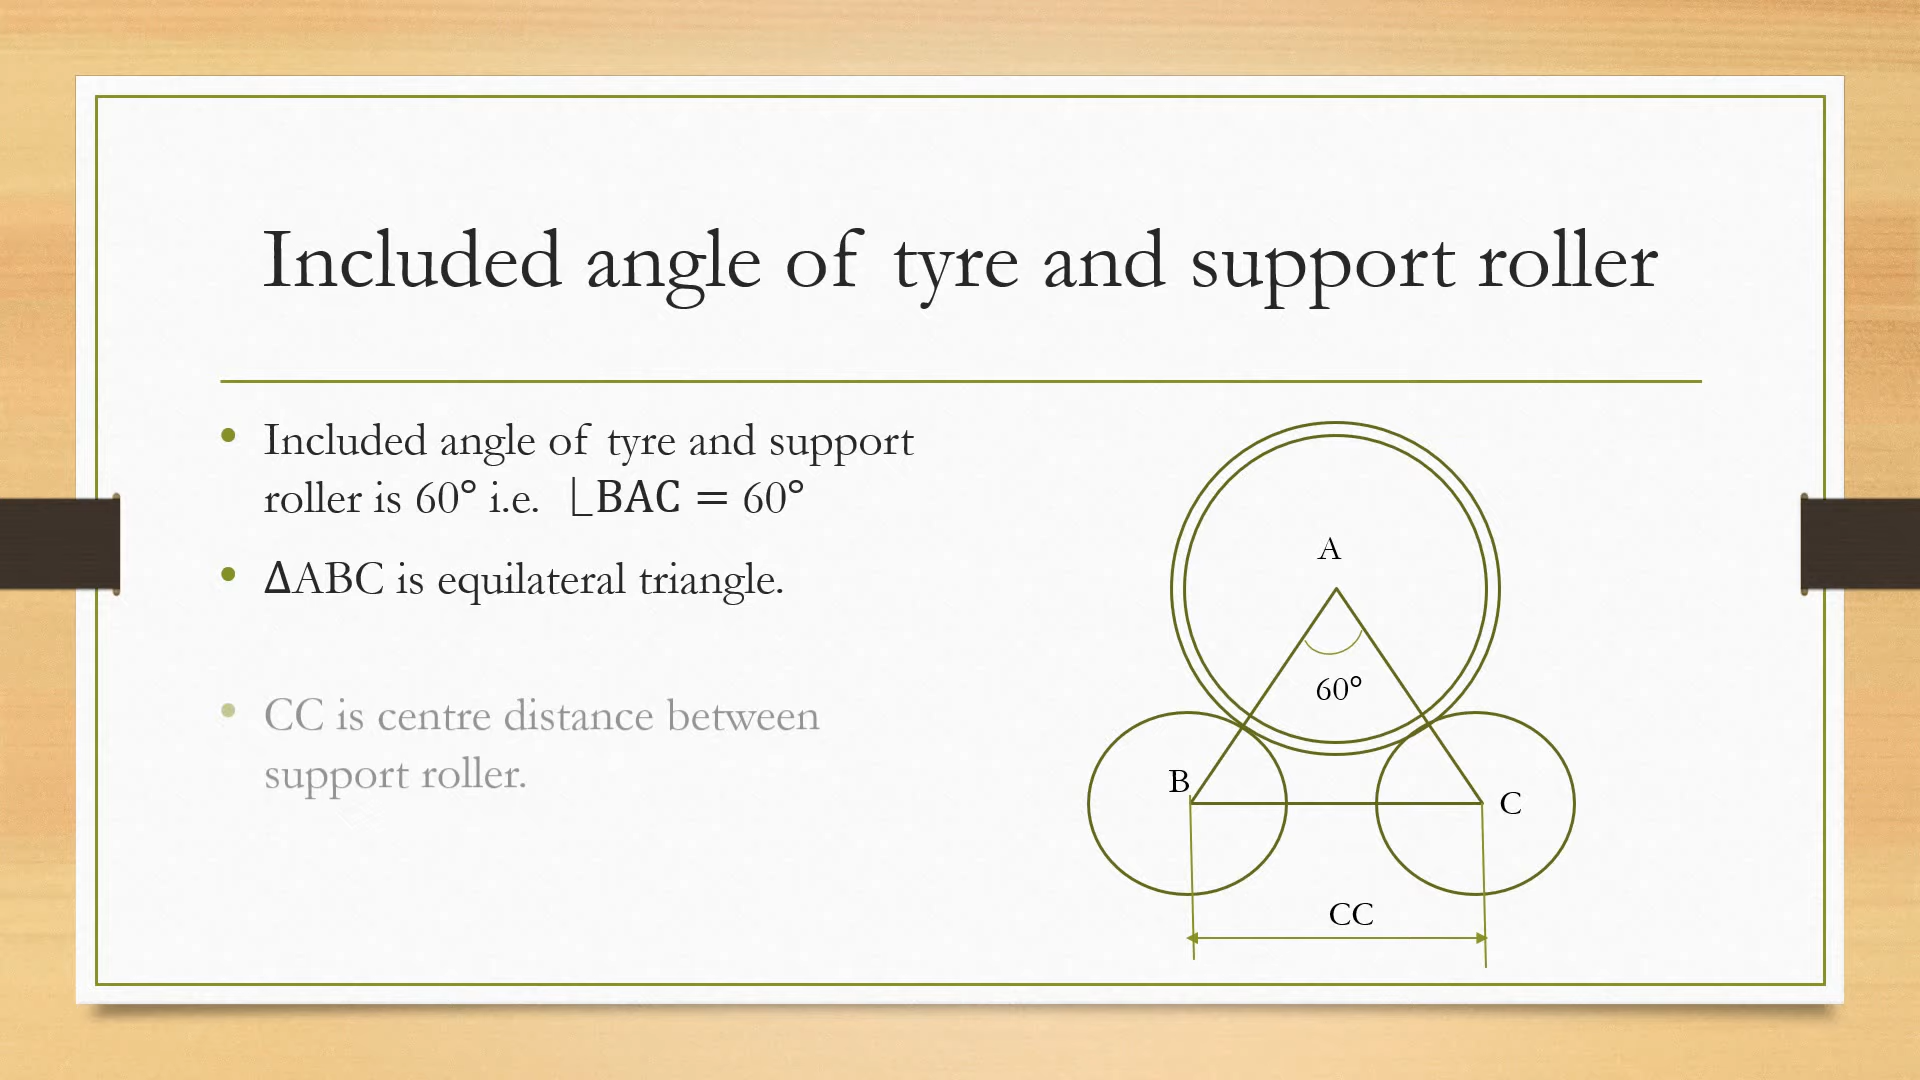 Included angle of tyre and support roller
• Included angle of tyre and support
roller is 60° i.e. ⎿BAC = 60°
• ΔABC is equilateral triangle.
• CC is centre distance between
support roller.
A
60°
B
C
CC